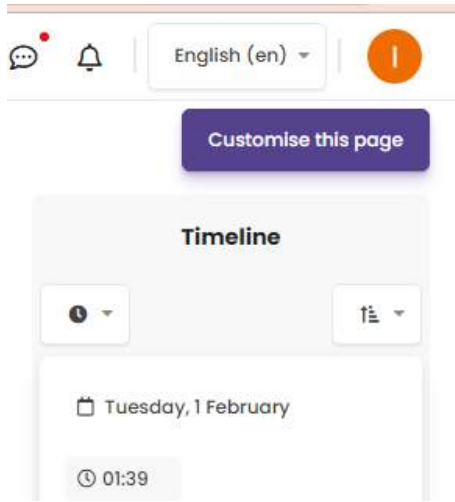 English (en)
I
Customise this page
Timeline
Tuesday, 1 February
01:39